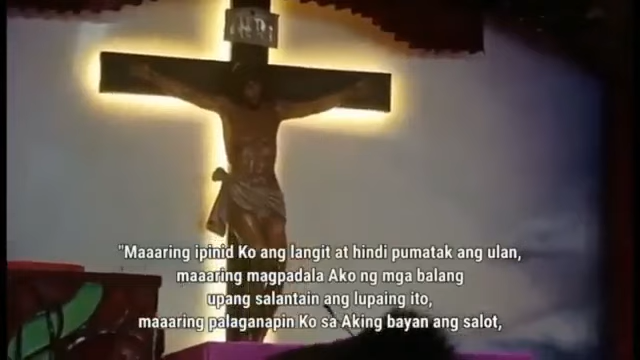 INRI
"Maaaring ipinid Ko ang langit at hindi pumatak ang ulan,
maaaring magpadala Ako ng mga balang
upang salantain ang lupaing ito,
maaaring palaganapin Ko sa Aking bayan ang salot,